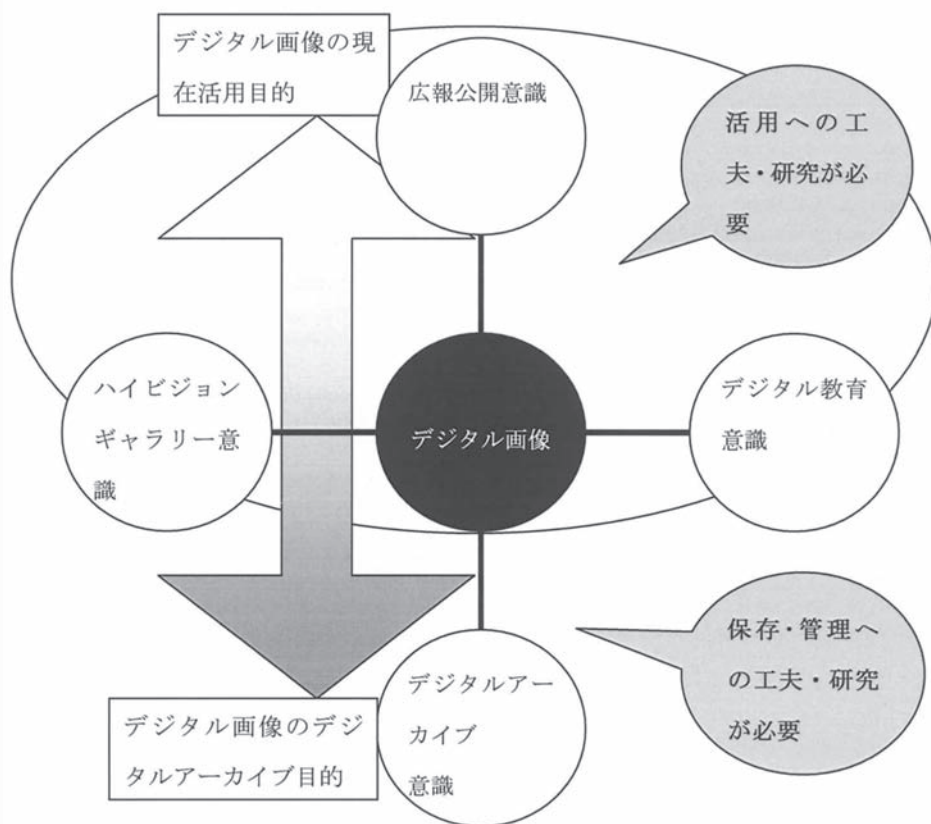 デジタル画像の現
在活用目的
広報公開意識
活用への工
夫・研究が必
要
ハイビジョン
ギャラリー意
識
デジタル画像
デジタル教育
意識
デジタルアー
カイブ
意識
デジタル画像のデジ
タルアーカイブ目的
保存・管理へ
の工夫・研究
が必要